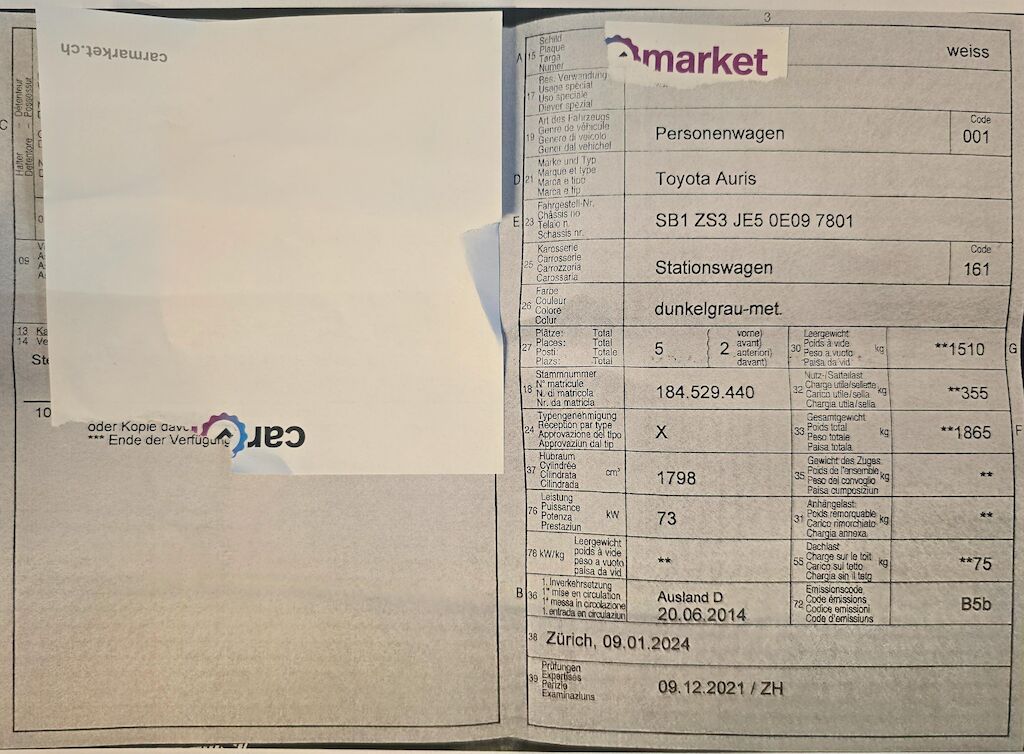 carmarket.ch
Halter - Détenteur
Detentore - Possessur
C
09
13 Ka
14 Ve
10
oder Kopie
*** Ende der Verfügung
car
3
A 15 Schild
Plaque
Targa
Numer
market
weiss
17 Bes. Verwendung
Usage spécial
Uso speciale
Diever spezial
19 Art des Fahrzeugs
Genre de véhicule
Genere di veicolo
Gener dal vehichel
Personenwagen
Code
001
D 21 Marke und Typ
Marque et type
Marca e tipo
Marca e tip
Toyota Auris
E 23 Fahrgestell-Nr.
Châssis no
Telaio n.
Schassis nr.
SB1 ZS3 JE5 0E09 7801
25 Karosserie
Carrosserie
Carrozzeria
Carossaria
Stationswagen
Code
161
26 Farbe
Couleur
Colore
Colur
dunkelgrau-met.
27 Plätze: Total
Places: Total
Posti: Totale
Plazs: Total
5
( 2 vorne)
avant)
anteriori)
davant)
30 Leergewicht
Poids à vide
Peso a vuoto
Paisa da vid
kg
**1510
G
18 Stammnummer
N° matricule
N. di matricola
Nr. da matricla
184.529.440
32 Nutz-/Sattellast
Charge utile/sellette
Carico utile/sella
Chargia utila/sella
kg
**355
24 Typengenehmigung
Réception par type
Approvazione del tipo
Approvaziun dal tip
X
33 Gesamtgewicht
Poids total
Peso totale
Paisa totala
kg
**1865
F
37 Hubraum
Cylindrée
Cilindrata
Cilindrada
cm³
1798
35 Gewicht des Zuges
Poids de l'ensemble
Peso del convoglio
Paisa cumposiziun
kg
**
76 Leistung
Puissance
Potenza
Prestaziun
kW
73
31 Anhängelast
Poids remorquable
Carico rimorchiato
Chargia annexa
kg
**
78 kW/kg
Leergewicht
poids à vide
peso a vuoto
paisa da vid
**
55 Dachlast
Charge sur le toit
Carico sul tetto
Chargia sin il tetg
kg
**75
B 36 1. Inverkehrsetzung
1re mise en circulation
1a messa in circolazione
1. entrada en circulaziun
Ausland D
20.06.2014
72 Emissionscode
Code émissions
Codice emissioni
Code d'emissiuns
B5b
38 Zürich, 09.01.2024
39 Prüfungen
Expertises
Perizie
Examinaziuns
09.12.2021 / ZH